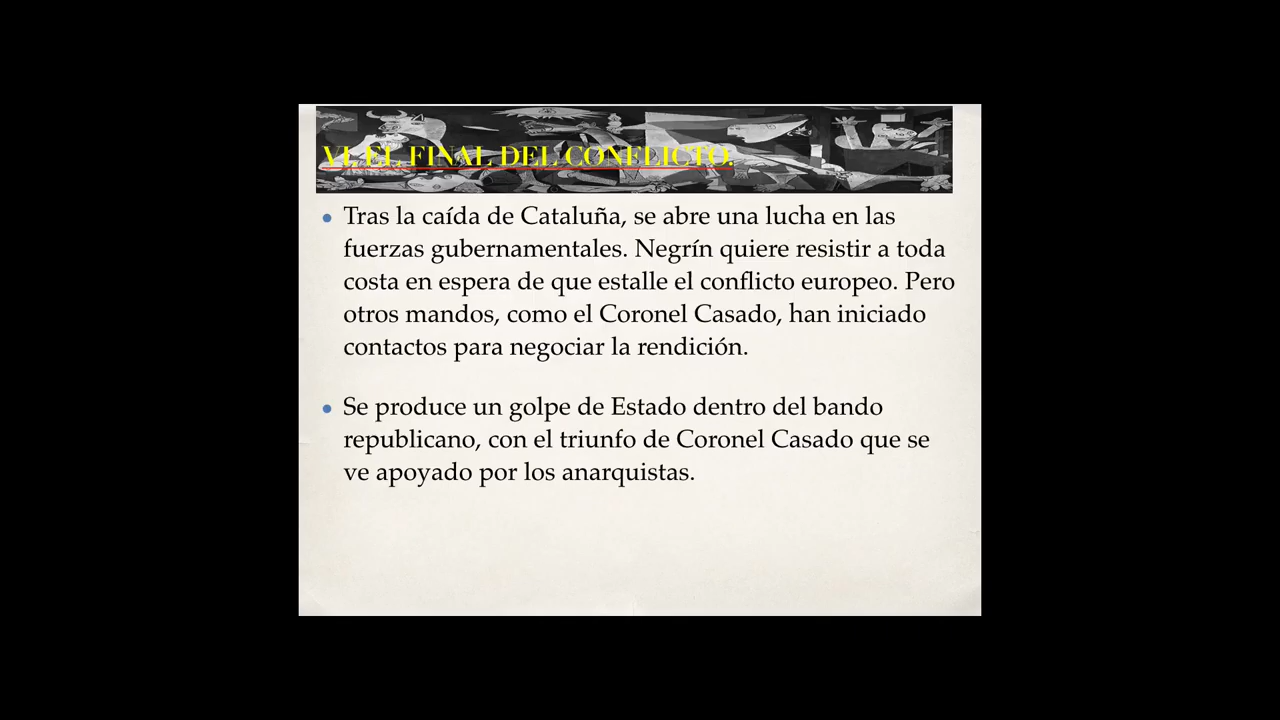 VI. EL FINAL DEL CONFLICTO.
Tras la caída de Cataluña, se abre una lucha en las
fuerzas gubernamentales. Negrín quiere resistir a toda
costa en espera de que estalle el conflicto europeo. Pero
otros mandos, como el Coronel Casado, han iniciado
contactos para negociar la rendición.
Se produce un golpe de Estado dentro del bando
republicano, con el triunfo de Coronel Casado que se
ve apoyado por los anarquistas.